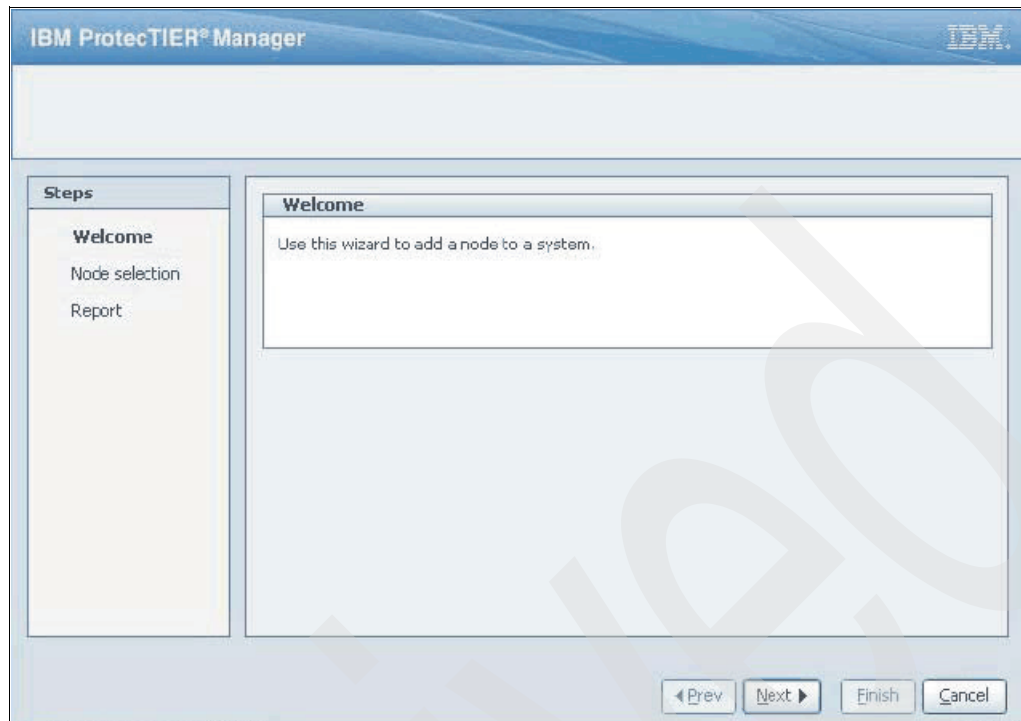 IBM ProtecTIER® Manager
IBM.
Steps
Welcome
Node selection
Report
Welcome
Use this wizard to add a node to a system.
Prev
Next
Finish
Cancel